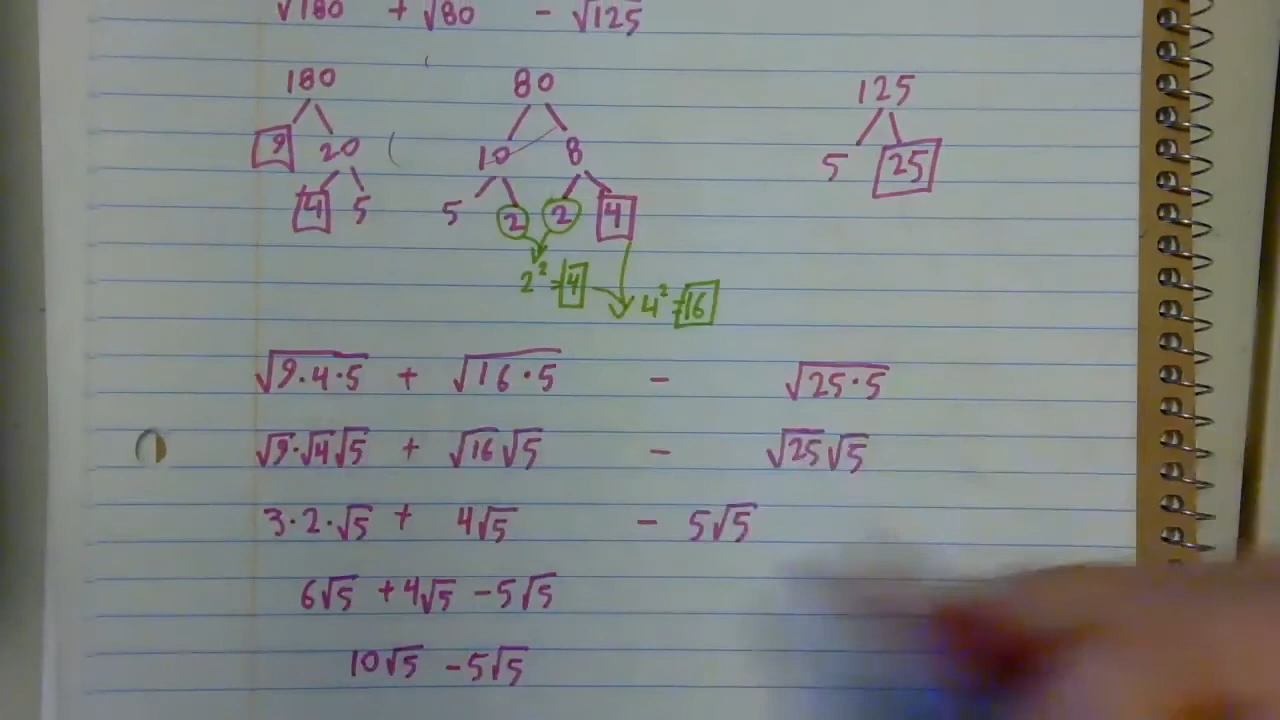 √180 + √80 - √125
180 80 125
9 20 10 8 5 25
4 5 5 2 2 4
2² = 4 4² = 16
√9·4·5 + √16·5 - √25·5
√9·√4√5 + √16√5 - √25√5
3·2·√5 + 4√5 - 5√5
6√5 + 4√5 - 5√5
10√5 - 5√5